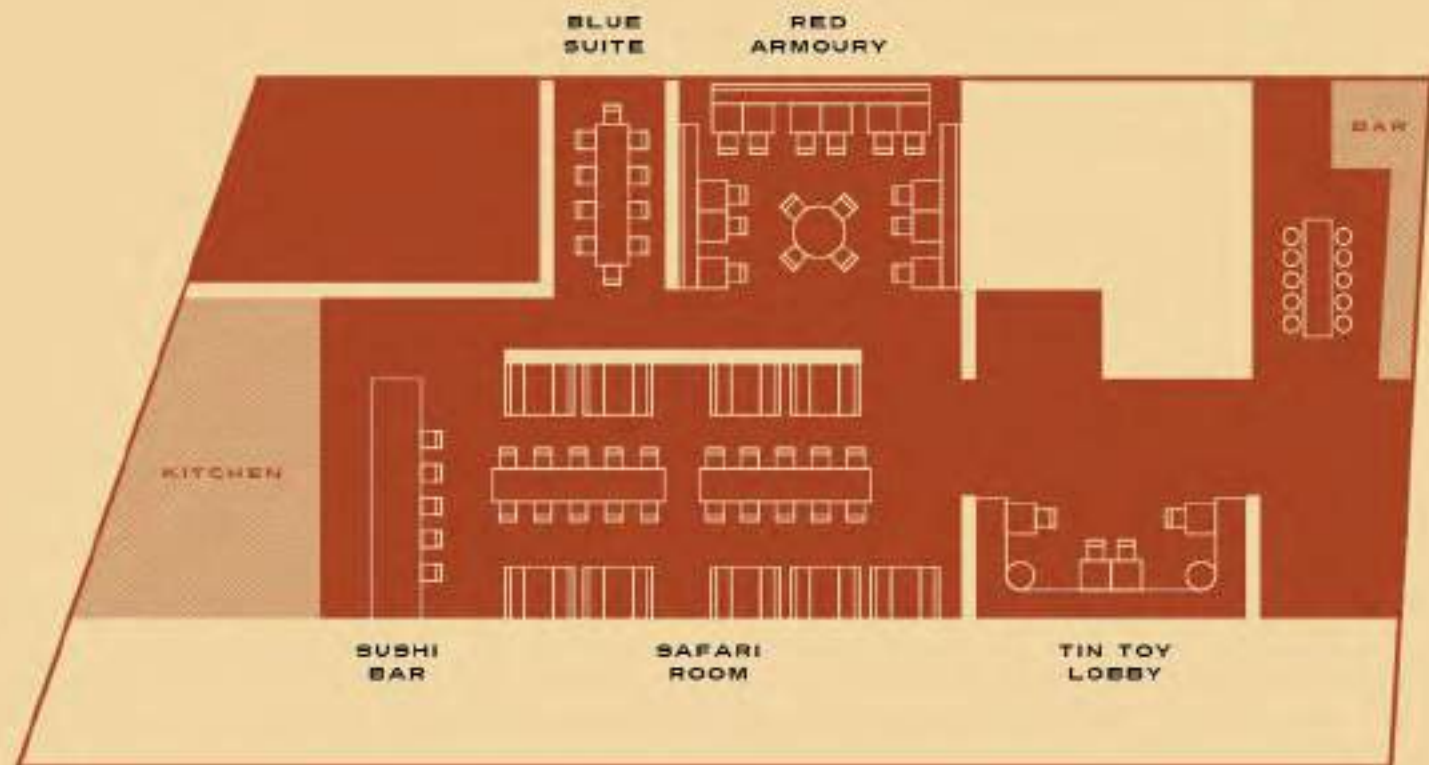 BLUE
SUITE
RED
ARMOURY
BAR
KITCHEN
SUSHI
BAR
SAFARI
ROOM
TIN TOY
LOBBY